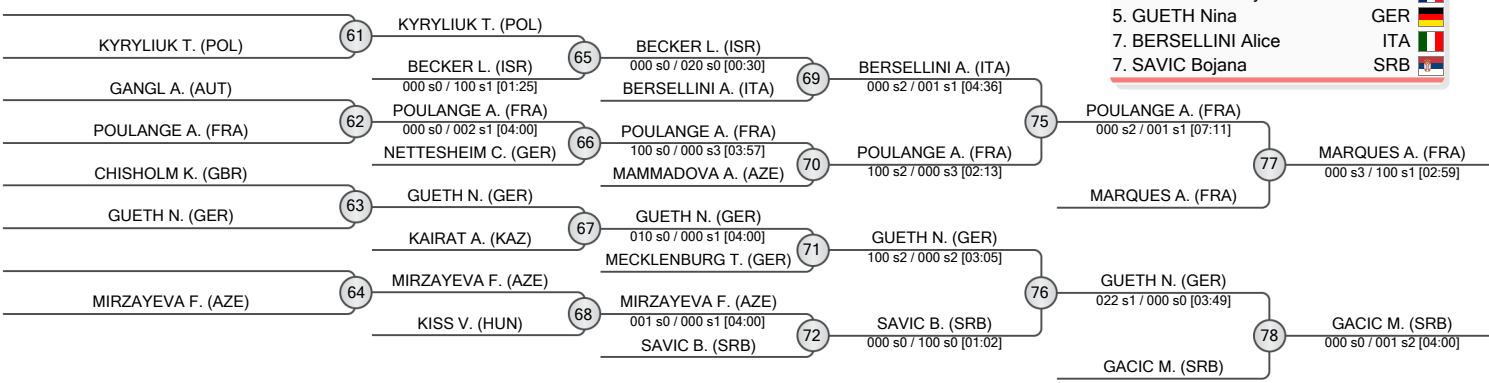 5. GUETH Nina GER
7. BERSELLINI Alice ITA
7. SAVIC Bojana SRB
KYRYLIUK T. (POL)
GANGL A. (AUT)
POULANGE A. (FRA)
CHISHOLM K. (GBR)
GUETH N. (GER)
MIRZAYEVA F. (AZE)
61
62
63
64
KYRYLIUK T. (POL)
BECKER L. (ISR)
000 s0 / 100 s1 [01:25]
POULANGE A. (FRA)
000 s0 / 002 s1 [04:00]
NETTESHEIM C. (GER)
GUETH N. (GER)
KAIRAT A. (KAZ)
MIRZAYEVA F. (AZE)
KISS V. (HUN)
65
66
67
68
BECKER L. (ISR)
000 s0 / 020 s0 [00:30]
BERSELLINI A. (ITA)
POULANGE A. (FRA)
100 s0 / 000 s3 [03:57]
MAMMADOVA A. (AZE)
GUETH N. (GER)
010 s0 / 000 s1 [04:00]
MECKLENBURG T. (GER)
MIRZAYEVA F. (AZE)
001 s0 / 000 s1 [04:00]
SAVIC B. (SRB)
69
70
71
72
BERSELLINI A. (ITA)
000 s2 / 001 s1 [04:36]
POULANGE A. (FRA)
100 s2 / 000 s3 [02:13]
GUETH N. (GER)
100 s2 / 000 s2 [03:05]
SAVIC B. (SRB)
000 s0 / 100 s0 [01:02]
75
76
POULANGE A. (FRA)
000 s2 / 001 s1 [07:11]
MARQUES A. (FRA)
GUETH N. (GER)
022 s1 / 000 s0 [03:49]
GACIC M. (SRB)
77
78
MARQUES A. (FRA)
000 s3 / 100 s1 [02:59]
GACIC M. (SRB)
000 s0 / 001 s2 [04:00]